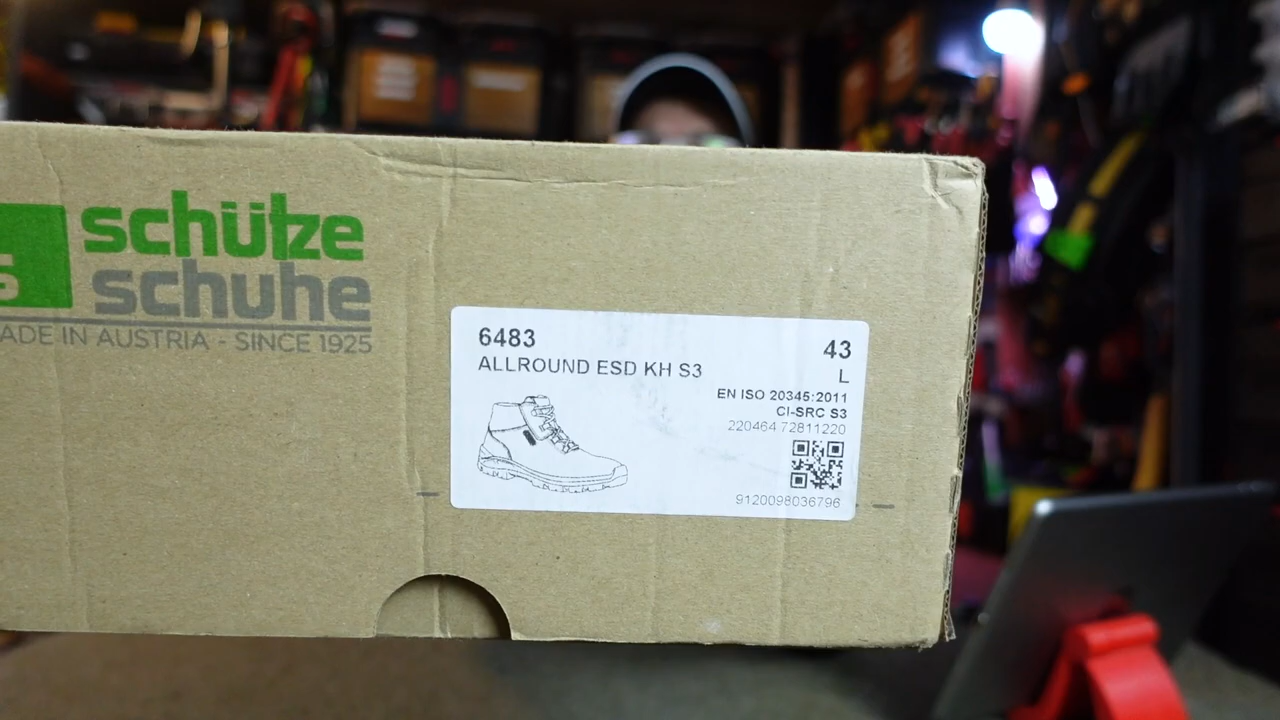 S
schütze
schuhe
ADE IN AUSTRIA - SINCE 1925
6483
43
ALLROUND ESD KH S3
L
EN ISO 20345:2011
CI-SRC S3
220464 72811220
9120098036796